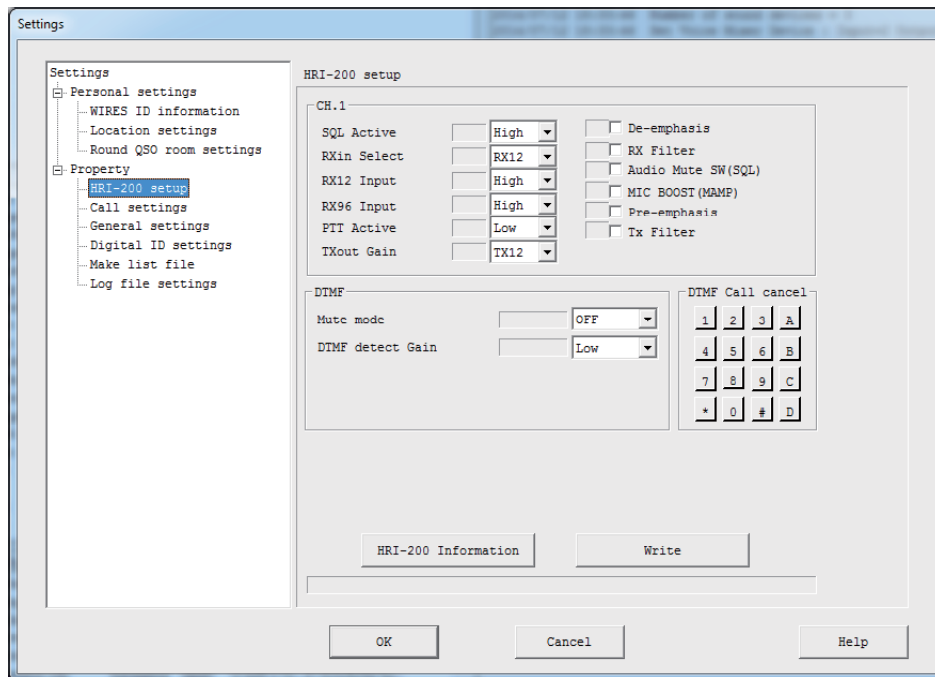 Settings
Settings
Personal settings
WIRES ID information
Location settings
Round QSO room settings
Property
HRI-200 setup
Call settings
General settings
Digital ID settings
Make list file
Log file settings
HRI-200 setup
CH.1
SQL Active High
RXin Select RX12
RX12 Input High
RX96 Input High
PTT Active Low
TXout Gain TX12
De-emphasis
RX Filter
Audio Mute SW(SQL)
MIC BOOST(MAMP)
Pre-emphasis
Tx Filter
DTMF
Mute mode OFF
DTMF detect Gain Low
DTMF Call cancel
1 2 3 A
4 5 6 B
7 8 9 C
* 0 # D
HRI-200 Information Write
OK Cancel Help